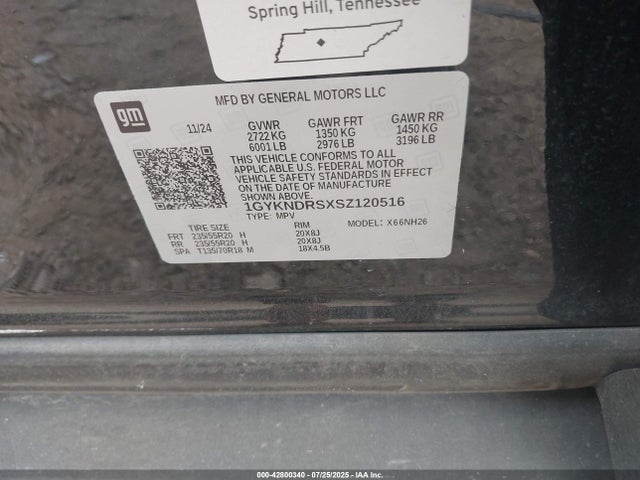 Spring Hill, Tennessee
gm
MFD BY GENERAL MOTORS LLC
11/24 GVWR GAWR FRT GAWR RR
2722 KG 1350 KG 1450 KG
6001 LB 2976 LB 3196 LB
THIS VEHICLE CONFORMS TO ALL
APPLICABLE U.S. FEDERAL MOTOR
VEHICLE SAFETY STANDARDS IN EFFECT
ON THE DATE OF MANUFACTURE
SHOWN ABOVE.
1GYKNDRSXSZ120516
TYPE: MPV MODEL: X66NH26
TIRE SIZE RIM
FRT 235/55R20 H 20X8J
RR 235/55R20 H 20X8J
SPA T135/70R18 M 18X4.5B
000-42800340 - 07/25/2025 - IAA Inc.